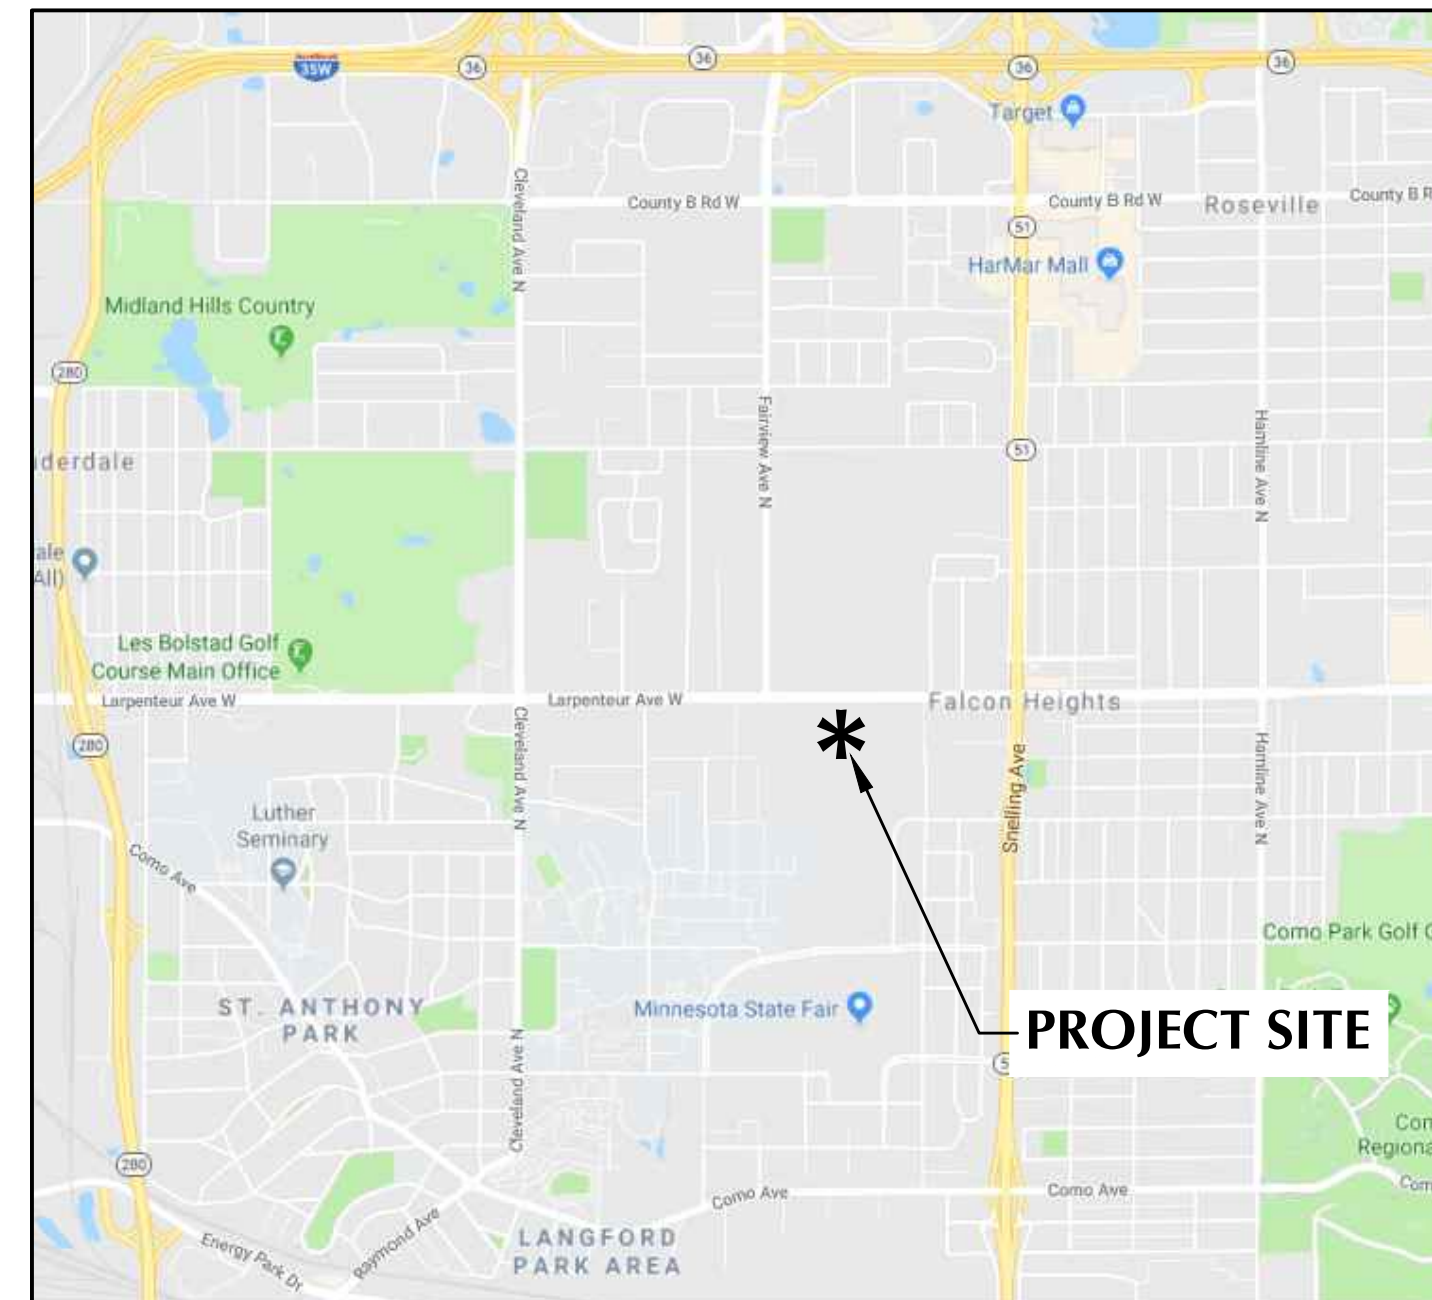 35W
36
36
36
36
Target
Cleveland Ave N
County B Rd W
County B Rd W
Roseville
County B R
51
HarMar Mall
Midland Hills Country
280
Fairview Ave N
Hamline Ave N
51
derdale
ale
All)
Les Bolstad Golf
Course Main Office
Larpenteur Ave W
Larpenteur Ave W
Falcon Heights
*
280
Cleveland Ave N
Snelling Ave
Hamline Ave N
Luther
Seminary
Como Ave
Como Park Golf C
ST. ANTHONY
PARK
Minnesota State Fair
PROJECT SITE
5
Cleveland Ave N
Con
Regiona
280
Como Ave
Como Ave
Com
Raymond Ave
Energy Park Dr
LANGFORD
PARK AREA